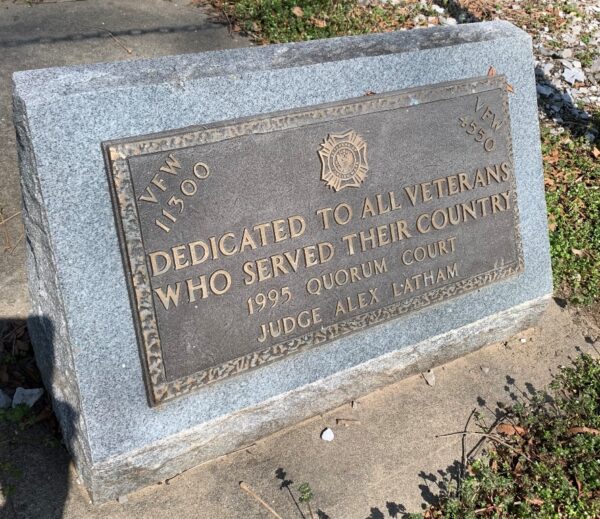 VFW
11300
VFW
4550
DEDICATED TO ALL VETERANS
WHO SERVED THEIR COUNTRY
1995 QUORUM COURT
JUDGE ALEX LATHAM